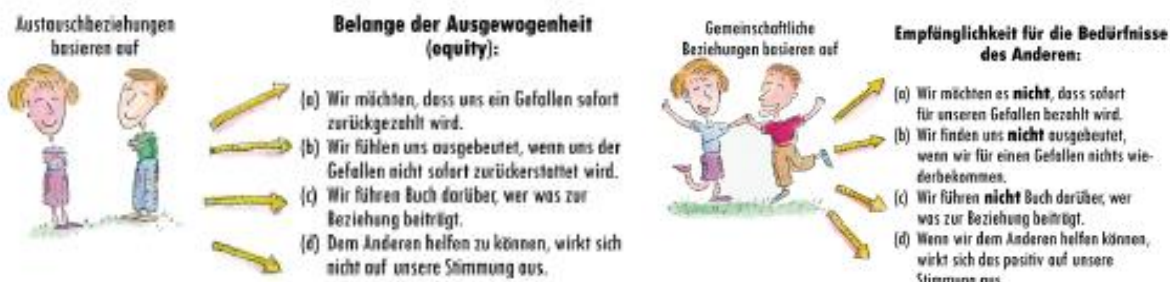 Austauschbeziehungen
basieren auf
Belange der Ausgewogenheit
(equity):
(a) Wir möchten, dass uns ein Gefallen sofort
zurückgezahlt wird.
(b) Wir fühlen uns ausgebeutet, wenn uns der
Gefallen nicht sofort zurückerstattet wird.
(c) Wir führen Buch darüber, wer was zur
Beziehung beiträgt.
(d) Dem Anderen helfen zu können, wirkt sich
nicht auf unsere Stimmung aus.
Gemeinschaftliche
Beziehungen basieren auf
Empfänglichkeit für die Bedürfnisse
des Anderen:
(a) Wir möchten es nicht, dass sofort
für unseren Gefallen bezahlt wird.
(b) Wir finden uns nicht ausgebeutet,
wenn wir für einen Gefallen nichts wie-
derbekommen.
(c) Wir führen nicht Buch darüber, wer
was zur Beziehung beiträgt.
(d) Wenn wir dem Anderen helfen können,
wirkt sich das positiv auf unsere
Stimmung aus.